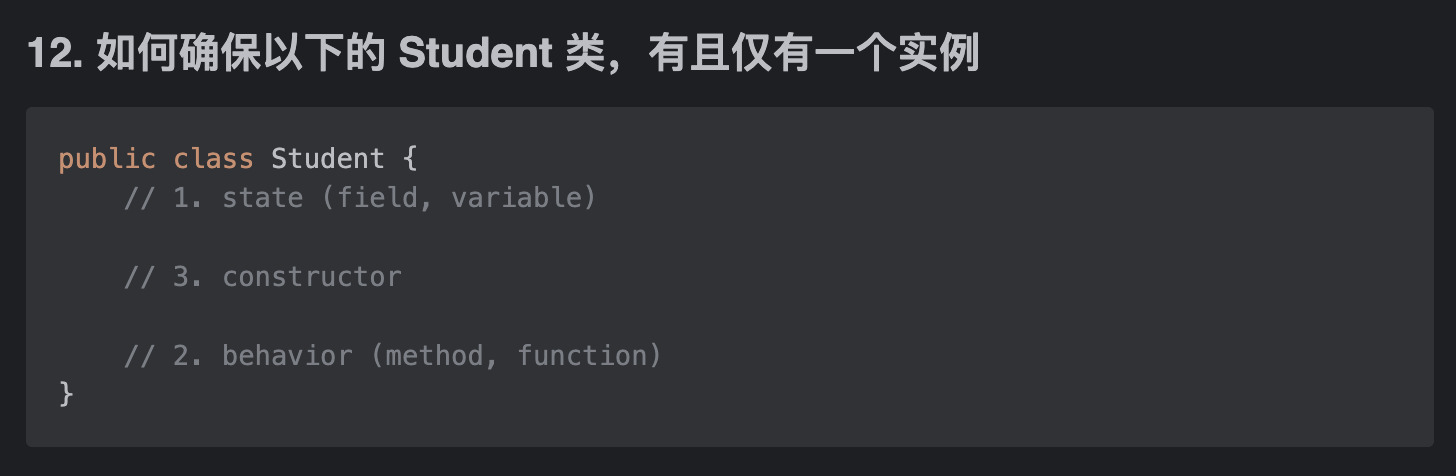 12. 如何确保以下的 Student 类，有且仅有一个实例
public class Student {
// 1. state (field, variable)
// 3. constructor
// 2. behavior (method, function)
}